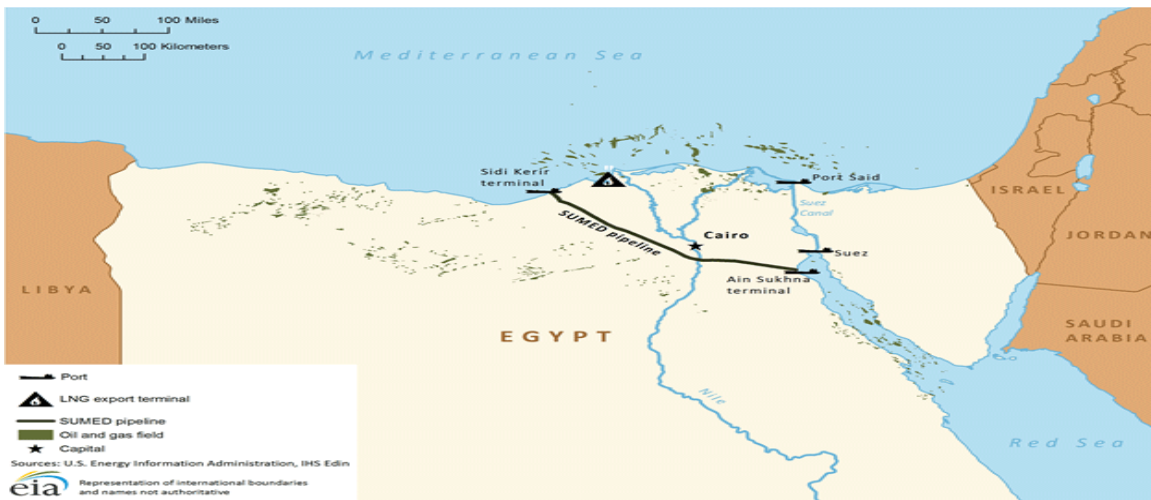 0 50 100 Miles
0 50 100 Kilometers
Mediterranean Sea
Sidi Kerir
terminal
Port Said
Suez
Canal
SUMED pipeline
Cairo
Suez
Ain Sukhna
terminal
ISRAEL
JORDAN
LIBYA
EGYPT
SAUDI
ARABIA
Nile
Red Sea
Port
LNG export terminal
SUMED pipeline
Oil and gas field
Capital
Sources: U.S. Energy Information Administration, IHS Edin
eia
Representation of international boundaries
and names not authoritative